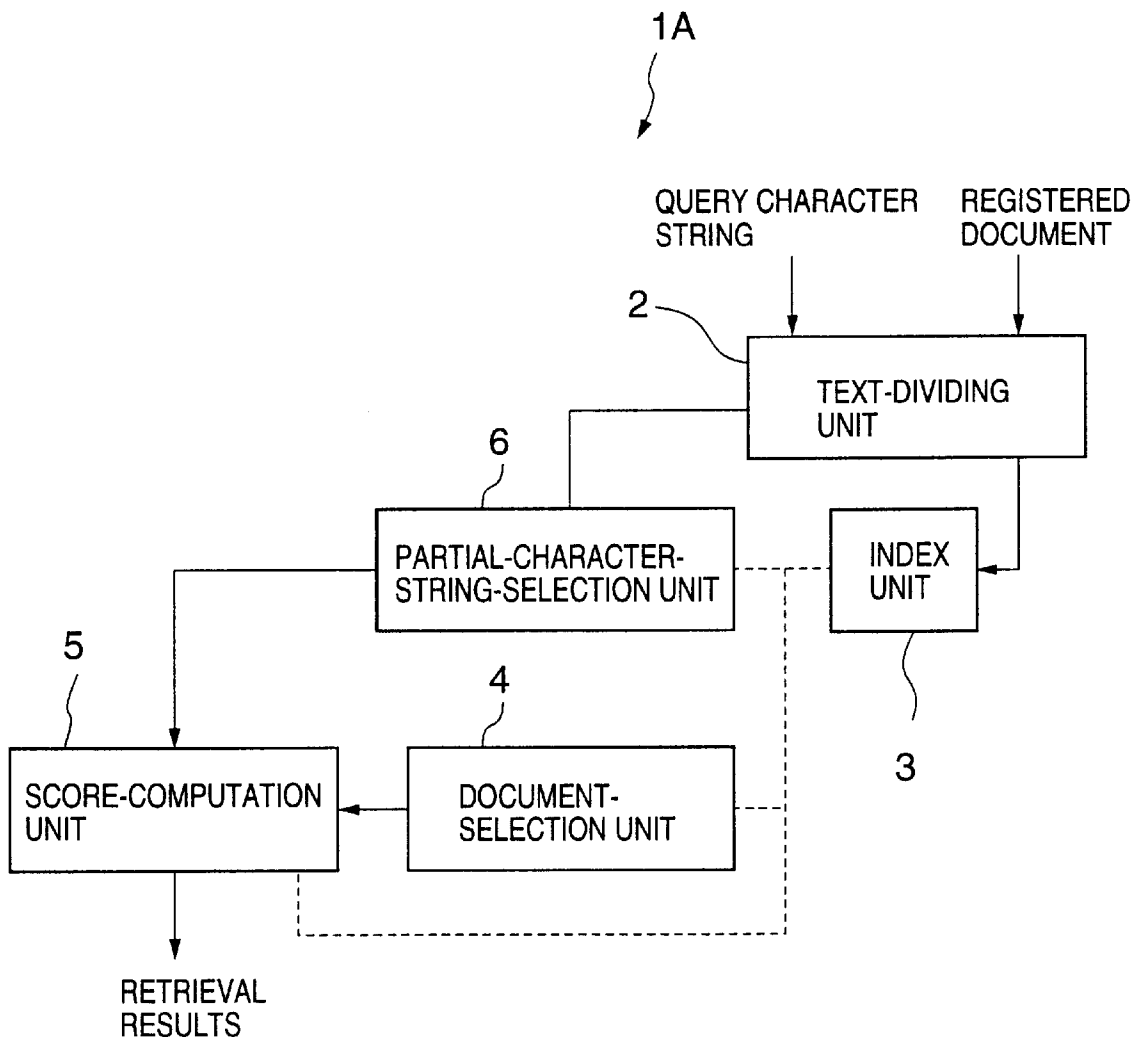 1A
QUERY CHARACTER
STRING
REGISTERED
DOCUMENT
2
TEXT-DIVIDING
UNIT
6
PARTIAL-CHARACTER-
STRING-SELECTION UNIT
INDEX
UNIT
3
5
SCORE-COMPUTATION
UNIT
4
DOCUMENT-
SELECTION UNIT
RETRIEVAL
RESULTS